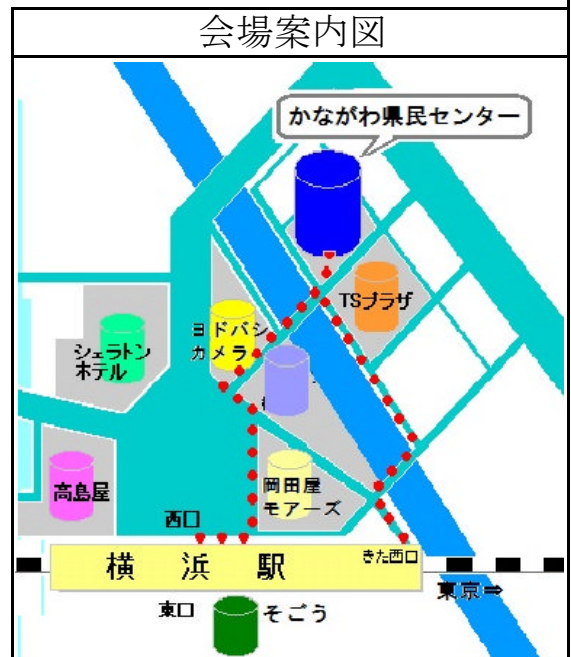 会場案内図
かながわ県民センター
TSプラザ
ヨドバシ
カメラ
シェラトン
ホテル
高島屋
岡田屋
モアーズ
西口
横浜駅
きた西口
東京⇒
東口
そごう